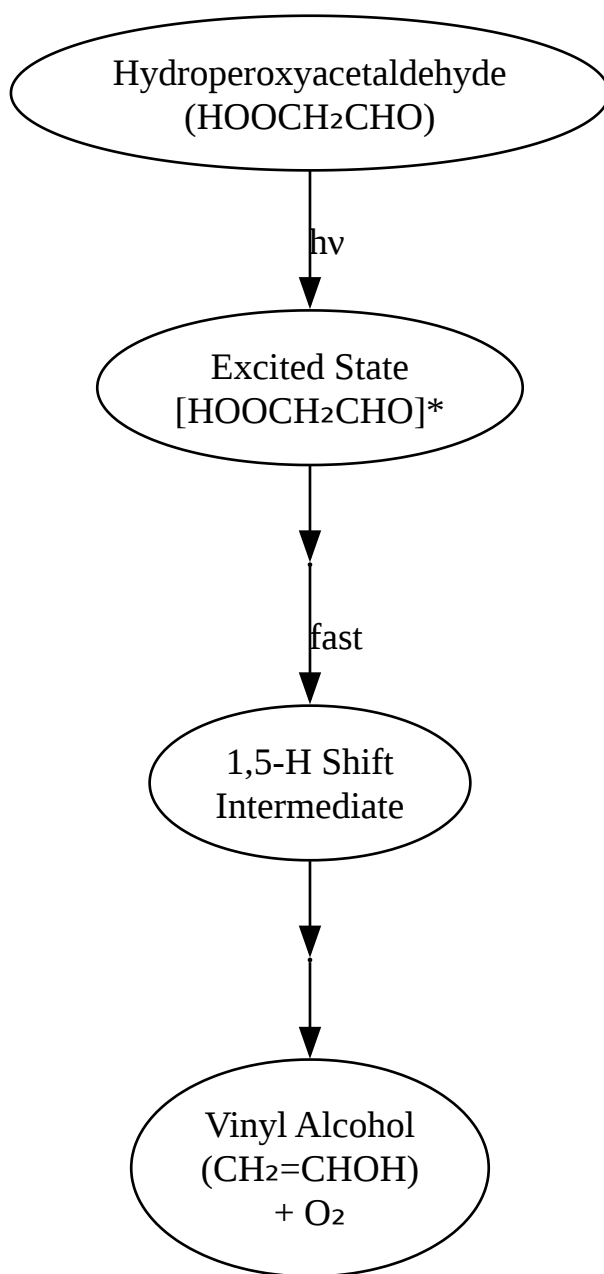 Hydroperoxyacetaldehyde
(HOOCH₂CHO)
hν
Excited State
[HOOCH₂CHO]*
fast
1,5-H Shift
Intermediate
Vinyl Alcohol
(CH₂=CHOH)
+ O₂